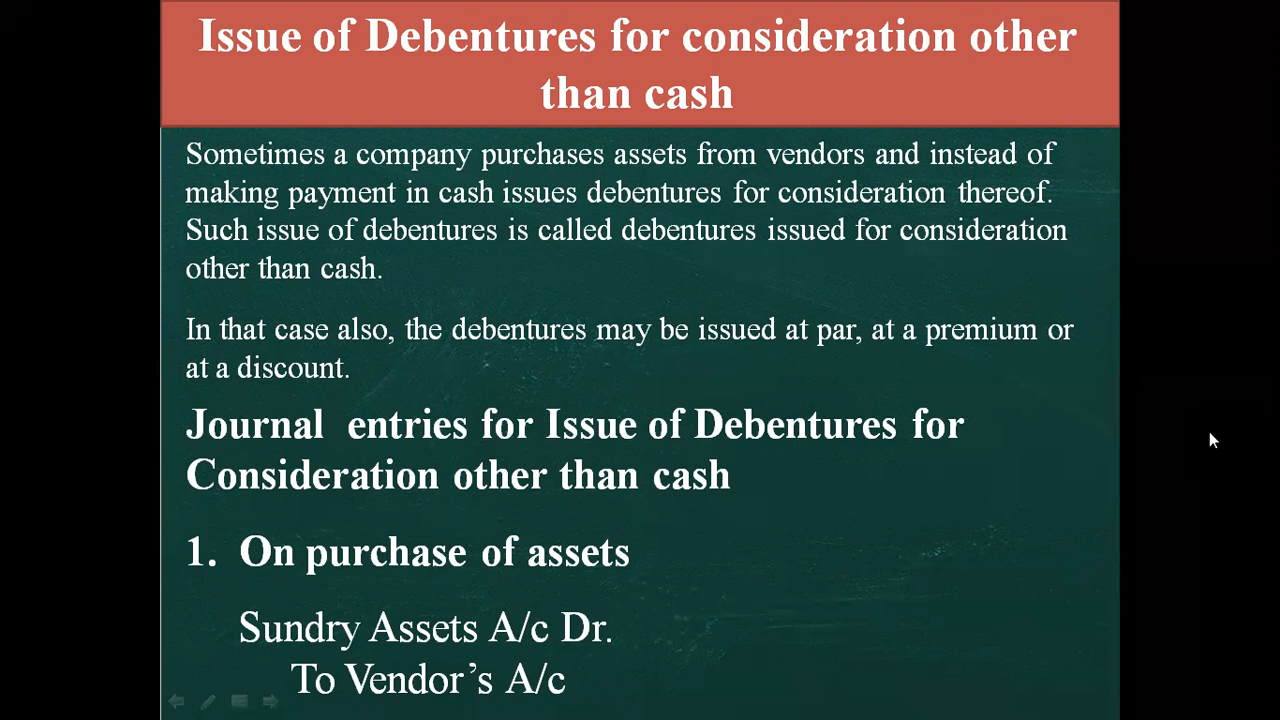 Issue of Debentures for consideration other
than cash
Sometimes a company purchases assets from vendors and instead of
making payment in cash issues debentures for consideration thereof.
Such issue of debentures is called debentures issued for consideration
other than cash.
In that case also, the debentures may be issued at par, at a premium or
at a discount.
Journal entries for Issue of Debentures for
Consideration other than cash
1. On purchase of assets
Sundry Assets A/c Dr.
To Vendor’s A/c